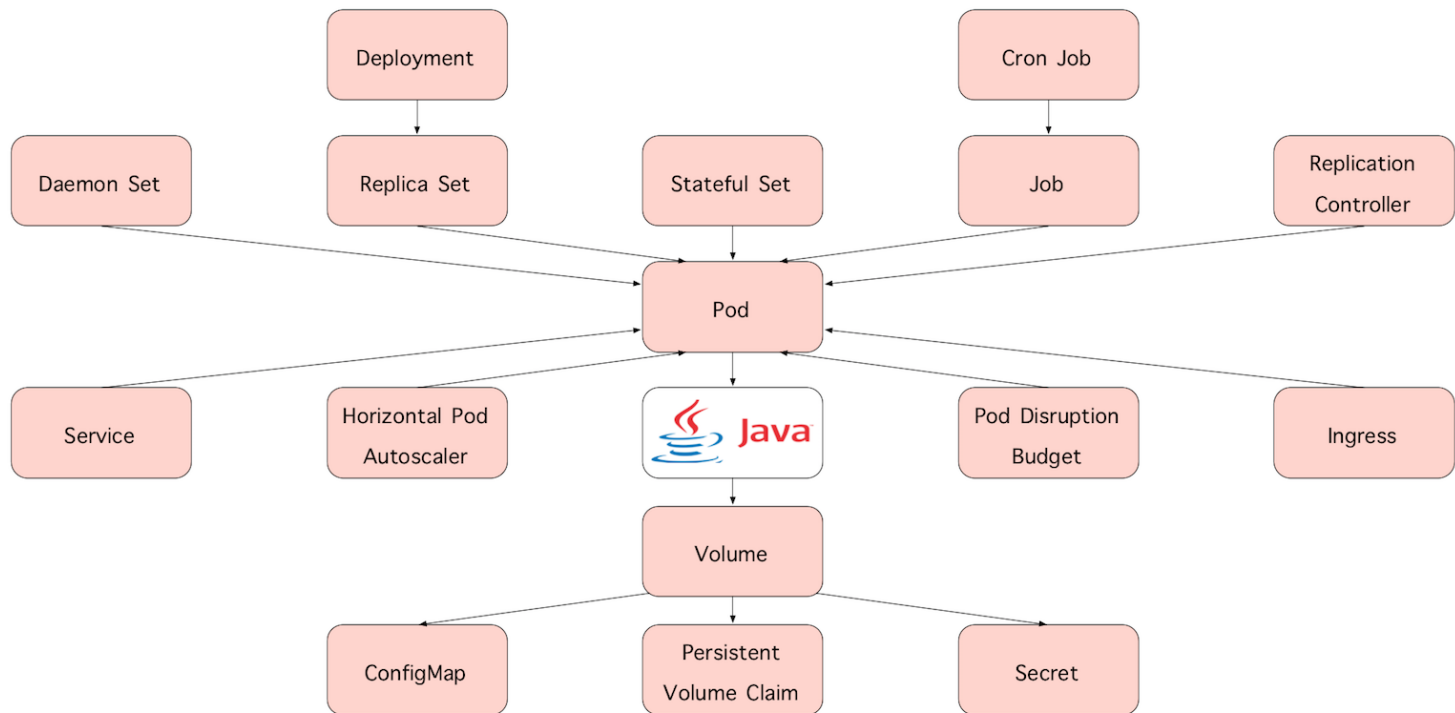 Deployment
Cron Job
Daemon Set
Replica Set
Stateful Set
Job
Replication
Controller
Pod
Service
Horizontal Pod
Autoscaler
Java
Pod Disruption
Budget
Ingress
Volume
ConfigMap
Persistent
Volume Claim
Secret